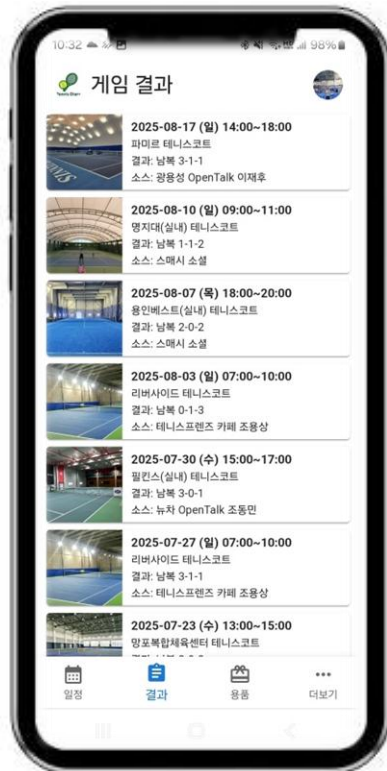 10:32
98%
게임 결과
2025-08-17 (일) 14:00~18:00
파미르 테니스코트
결과: 남복 3-1-1
소스: 광용성 OpenTalk 이재후
2025-08-10 (일) 09:00~11:00
명지대(실내) 테니스코트
결과: 남복 1-1-2
소스: 스매시 소셜
2025-08-07 (목) 18:00~20:00
용인베스트(실내) 테니스코트
결과: 남복 2-0-2
소스: 스매시 소셜
2025-08-03 (일) 07:00~10:00
리버사이드 테니스코트
결과: 남복 0-1-3
소스: 테니스프렌즈 카페 조용상
2025-07-30 (수) 15:00~17:00
필킨스(실내) 테니스코트
결과: 남복 3-0-1
소스: 뉴차 OpenTalk 조동민
2025-07-27 (일) 07:00~10:00
리버사이드 테니스코트
결과: 남복 3-1-1
소스: 테니스프렌즈 카페 조용상
2025-07-23 (수) 13:00~15:00
망포복합체육센터 테니스코트
일정
결과
용품
더보기